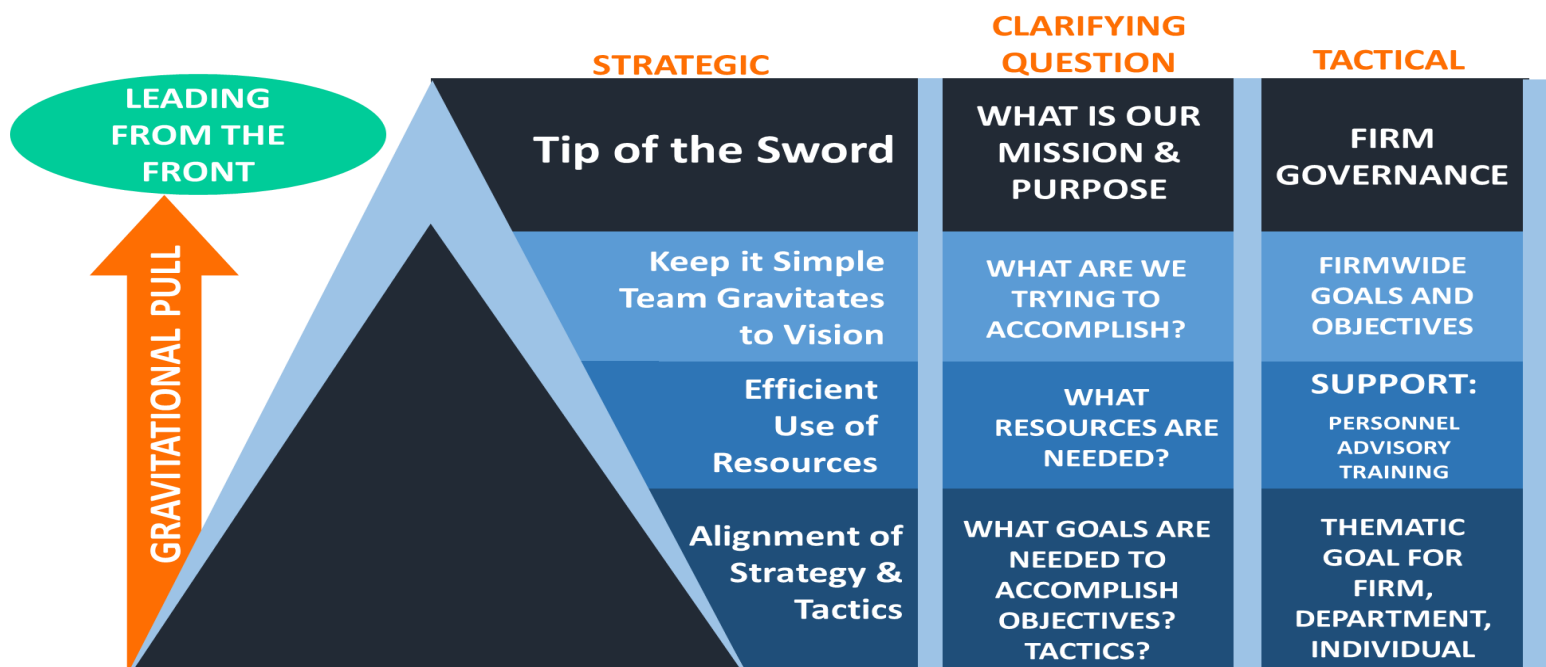 LEADING
FROM THE
FRONT
GRAVITATIONAL PULL
STRATEGIC
CLARIFYING
QUESTION
TACTICAL
Tip of the Sword
WHAT IS OUR
MISSION &
PURPOSE
FIRM
GOVERNANCE
Keep it Simple
Team Gravitates
to Vision
WHAT ARE WE
TRYING TO
ACCOMPLISH?
FIRMWIDE
GOALS AND
OBJECTIVES
Efficient
Use of
Resources
WHAT
RESOURCES ARE
NEEDED?
SUPPORT:
PERSONNEL
ADVISORY
TRAINING
Alignment of
Strategy &
Tactics
WHAT GOALS ARE
NEEDED TO
ACCOMPLISH
OBJECTIVES?
TACTICS?
THEMATIC
GOAL FOR
FIRM,
DEPARTMENT,
INDIVIDUAL